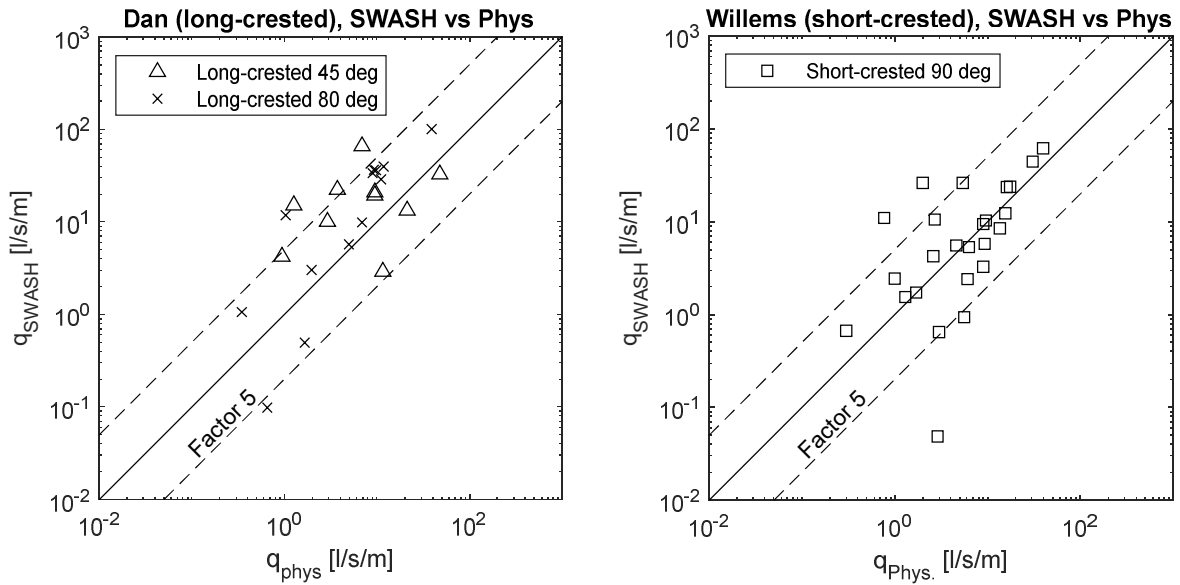 Dan (long-crested), SWASH vs Phys
10^3
10^2
10^1
10^0
10^-1
10^-2
q_SWASH [l/s/m]
Long-crested 45 deg
Long-crested 80 deg
Factor 5
10^-2
10^0
10^2
q_phys [l/s/m]
Willems (short-crested), SWASH vs Phys
10^3
10^2
10^1
10^0
10^-1
10^-2
q_SWASH [l/s/m]
Short-crested 90 deg
Factor 5
10^-2
10^0
10^2
q_Phys. [l/s/m]